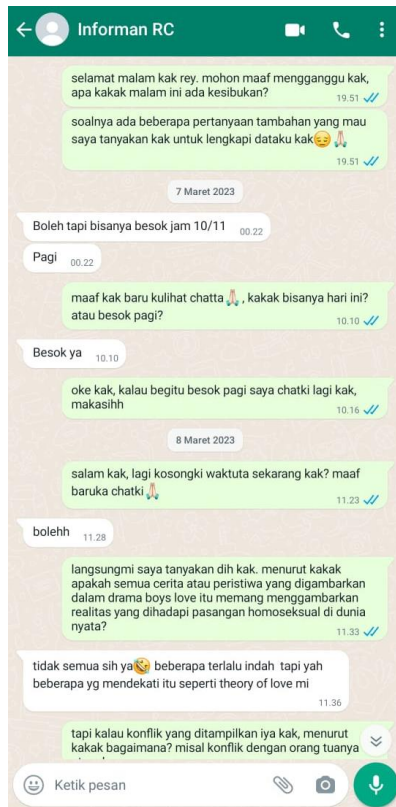 Informan RC
selamat malam kak rey. mohon maaf mengganggu kak,
apa kakak malam ini ada kesibukan?
19.51
soalnya ada beberapa pertanyaan tambahan yang mau
saya tanyakan kak untuk lengkapi dataku kak😔🙏
19.51
7 Maret 2023
Boleh tapi bisanya besok jam 10/11
00.22
Pagi
00.22
maaf kak baru kulihat chatta🙏, kakak bisanya hari ini?
atau besok pagi?
10.10
Besok ya
10.10
oke kak, kalau begitu besok pagi saya chatki lagi kak,
makasihh
10.16
8 Maret 2023
salam kak, lagi kosongki waktuta sekarang kak? maaf
baruka chatki🙏
11.23
bolehh
11.28
langsungmi saya tanyakan dih kak. menurut kakak
apakah semua cerita atau peristiwa yang digambarkan
dalam drama boys love itu memang menggambarkan
realitas yang dihadapi pasangan homoseksual di dunia
nyata?
11.33
tidak semua sih ya🤣 beberapa terlalu indah tapi yah
beberapa yg mendekati itu seperti theory of love mi
11.36
tapi kalau konflik yang ditampilkan iya kak, menurut
kakak bagaimana? misal konflik dengan orang tuanya
Ketik pesan